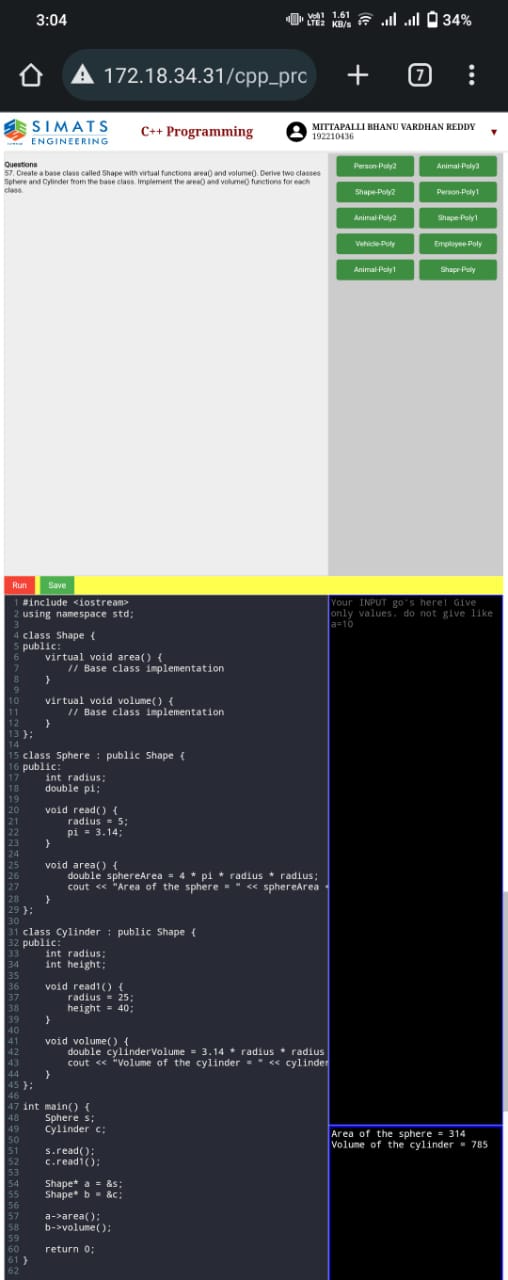 3:04
Vo1
LTE2
1.61
KB/s
34%
172.18.34.31/cpp_prc
7
SIMATS
ENGINEERING
C++ Programming
MITTAPALLI BHANU VARDHAN REDDY
192210436
Questions
57. Create a base class called Shape with virtual functions area() and volume(). Derive two classes
Sphere and Cylinder from the base class. Implement the area() and volume() functions for each
class.
Person-Poly2
Animal-Poly3
Shape-Poly2
Person-Poly1
Animal-Poly2
Shape-Poly1
Vehicle-Poly
Employee-Poly
Animal-Poly1
Shapr-Poly
Run
Save
1 #include <iostream>
2 using namespace std;
3
4 class Shape {
5 public:
6     virtual void area() {
7         // Base class implementation
8     }
9
10     virtual void volume() {
11         // Base class implementation
12     }
13 };
14
15 class Sphere : public Shape {
16 public:
17     int radius;
18     double pi;
19
20     void read() {
21         radius = 5;
22         pi = 3.14;
23     }
24
25     void area() {
26         double sphereArea = 4 * pi * radius * radius;
27         cout << "Area of the sphere = " << sphereArea <
28     }
29 };
30
31 class Cylinder : public Shape {
32 public:
33     int radius;
34     int height;
35
36     void read1() {
37         radius = 25;
38         height = 40;
39     }
40
41     void volume() {
42         double cylinderVolume = 3.14 * radius * radius
43         cout << "Volume of the cylinder = " << cylinder
44     }
45 };
46
47 int main() {
48     Sphere s;
49     Cylinder c;
50
51     s.read();
52     c.read1();
53
54     Shape* a = &s;
55     Shape* b = &c;
56
57     a->area();
58     b->volume();
59
60     return 0;
61 }
62
Your INPUT go's here! Give
only values. do not give like
a=10
Area of the sphere = 314
Volume of the cylinder = 785